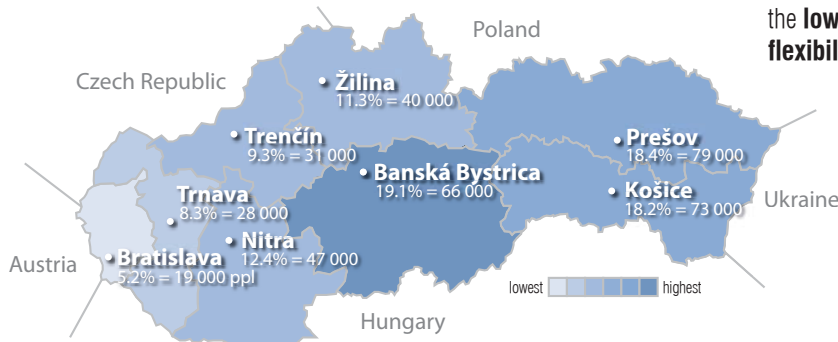 the low
flexibil
Poland
Czech Republic
Žilina
11.3% = 40 000
Trenčín
9.3% = 31 000
Prešov
18.4% = 79 000
Banská Bystrica
19.1% = 66 000
Košice
18.2% = 73 000
Ukraine
Trnava
8.3% = 28 000
Nitra
12.4% = 47 000
Austria
Bratislava
5.2% = 19 000 ppl
lowest
highest
Hungary